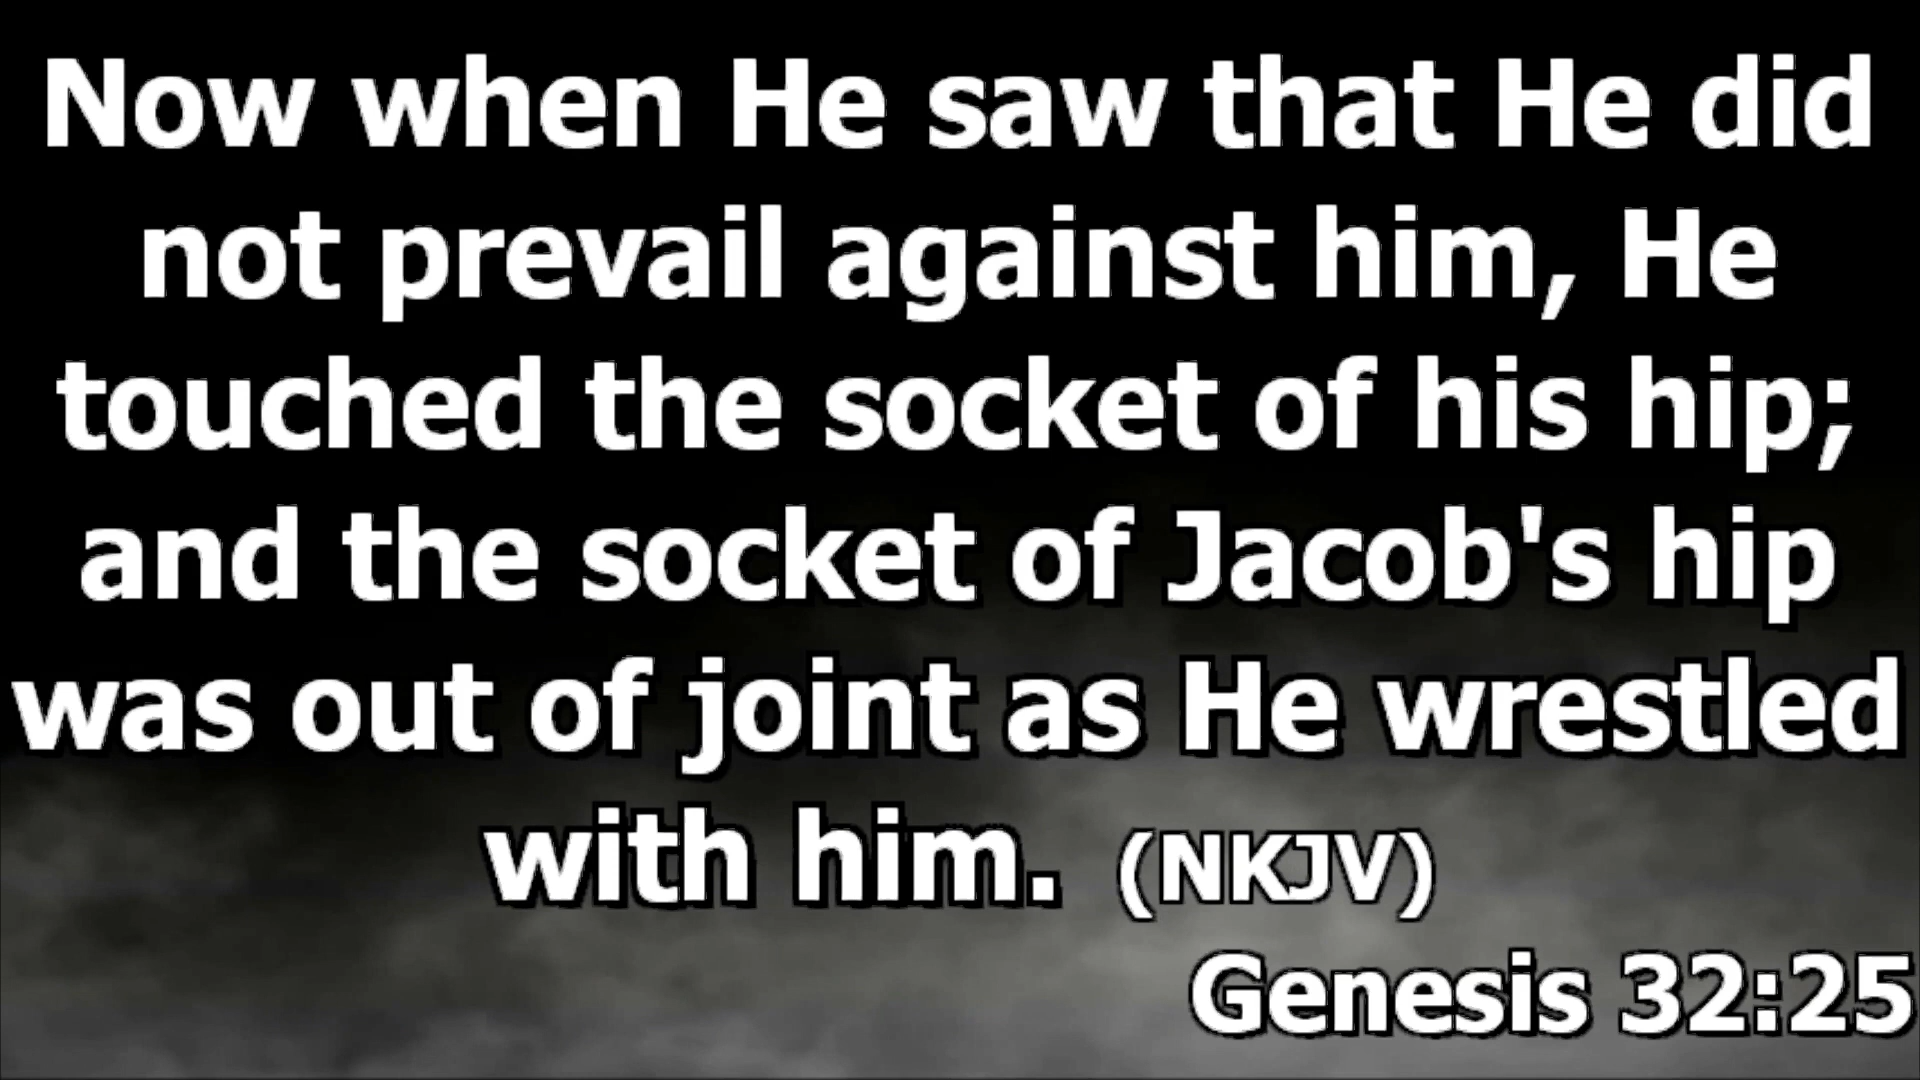 Now when He saw that He did
not prevail against him, He
touched the socket of his hip;
and the socket of Jacob's hip
was out of joint as He wrestled
with him. (NKJV)
Genesis 32:25